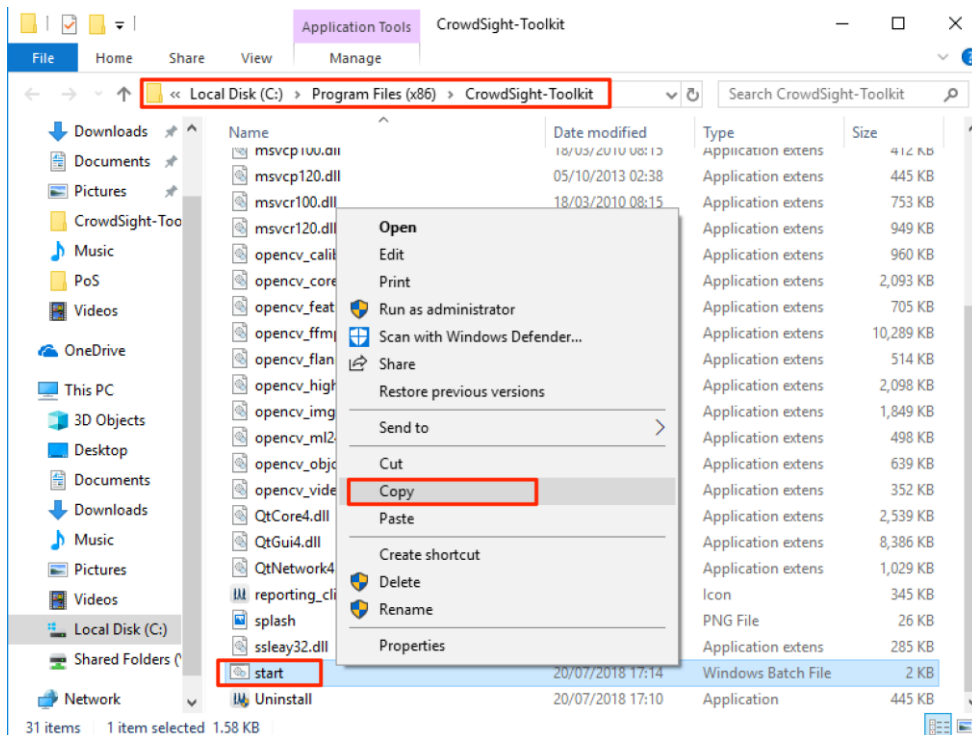 Application Tools CrowdSight-Toolkit
File Home Share View Manage
« Local Disk (C:) > Program Files (x86) > CrowdSight-Toolkit Search CrowdSight-Toolkit
Name Date modified Type Size
Downloads msvcp100.dll 18/03/2010 08:15 Application extens 412 KB
Documents msvcp120.dll 05/10/2013 02:38 Application extens 445 KB
Pictures msvcr100.dll 18/03/2010 08:15 Application extens 753 KB
CrowdSight-Too msvcr120.dll Open Application extens 949 KB
Music opencv_calil Edit Application extens 960 KB
PoS opencv_core Print Application extens 2,093 KB
Videos opencv_feat Run as administrator Application extens 705 KB
opencv_ffmp Scan with Windows Defender... Application extens 10,289 KB
OneDrive opencv_flan Share Application extens 514 KB
This PC opencv_high Restore previous versions Application extens 2,098 KB
3D Objects opencv_img Application extens 1,849 KB
Desktop opencv_ml2 Send to Application extens 498 KB
Documents opencv_objc Cut Application extens 639 KB
Downloads opencv_vide Copy Application extens 352 KB
Music QtCore4.dll Paste Application extens 2,539 KB
QtGui4.dll Create shortcut Application extens 8,386 KB
Pictures QtNetwork4 Delete Application extens 1,029 KB
Videos reporting_cli Rename Icon 345 KB
Local Disk (C:) splash PNG File 26 KB
Shared Folders ( ssleay32.dll Properties Application extens 285 KB
start 20/07/2018 17:14 Windows Batch File 2 KB
Network Uninstall 20/07/2018 17:10 Application 445 KB
31 items 1 item selected 1.58 KB